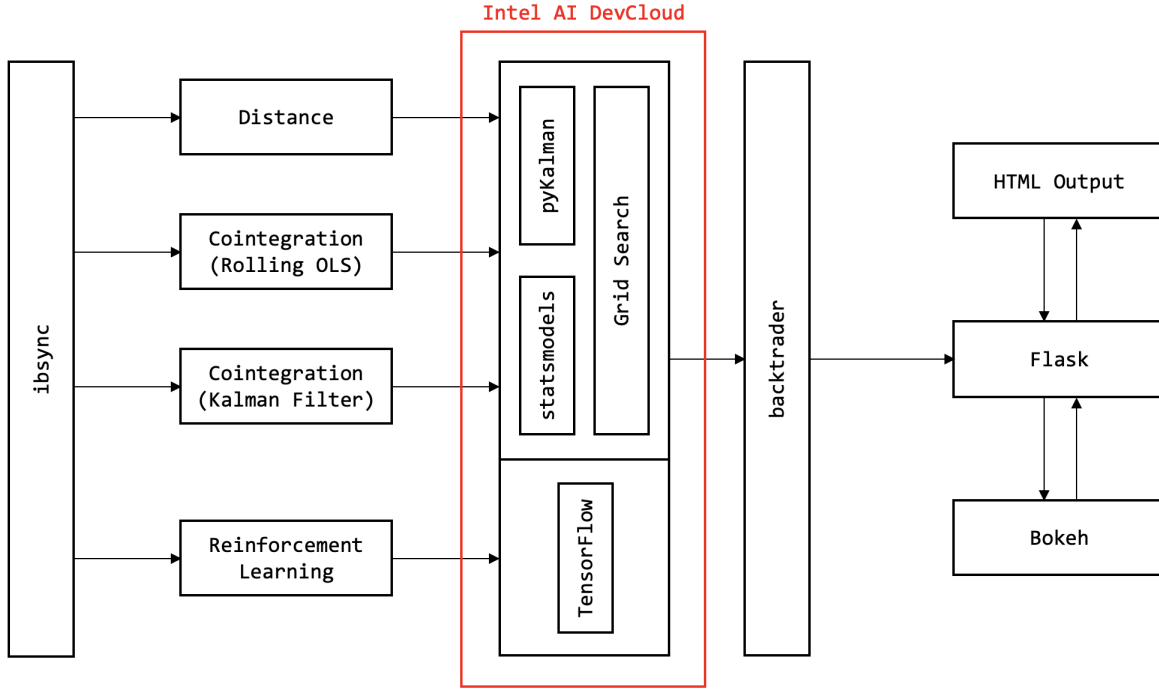 Intel AI DevCloud
ibsync
Distance
Cointegration
(Rolling OLS)
Cointegration
(Kalman Filter)
Reinforcement
Learning
pyKalman
statsmodels
Grid Search
TensorFlow
backtrader
HTML Output
Flask
Bokeh